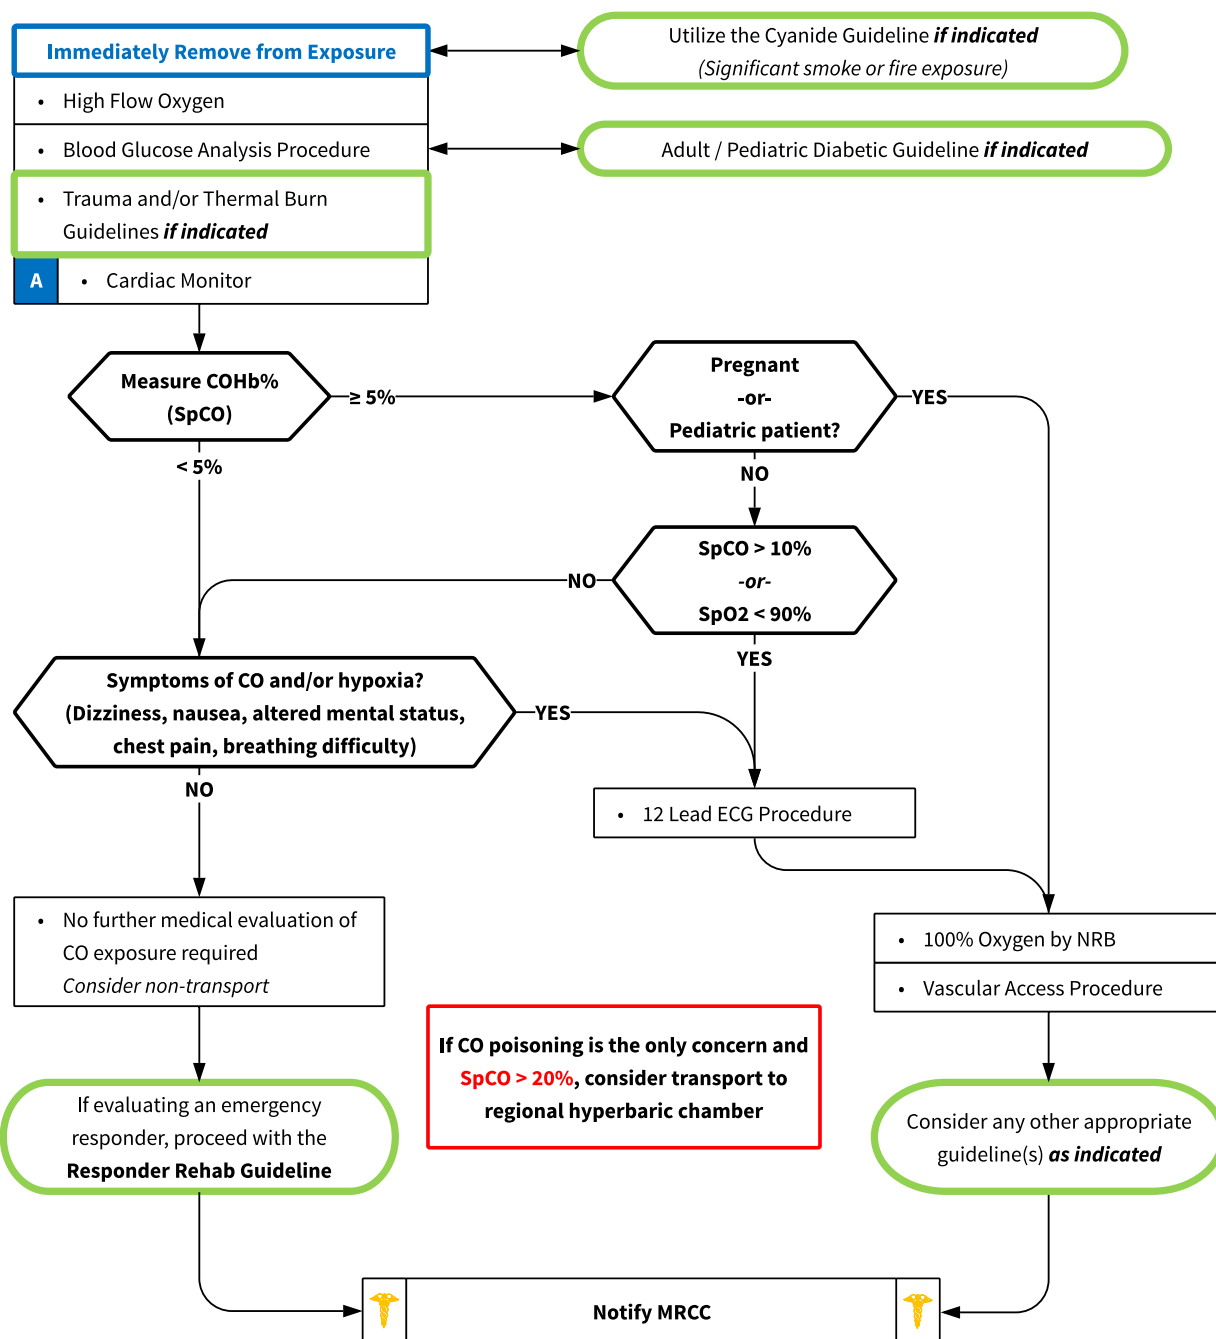 Immediately Remove from Exposure
Utilize the Cyanide Guideline if indicated
(Significant smoke or fire exposure)
• High Flow Oxygen
• Blood Glucose Analysis Procedure
Adult / Pediatric Diabetic Guideline if indicated
• Trauma and/or Thermal Burn
Guidelines if indicated
A • Cardiac Monitor
Measure COHb%
(SpCO)
≥ 5%
Pregnant
-or-
Pediatric patient?
YES
< 5%
NO
SpCO > 10%
-or-
SpO2 < 90%
NO
YES
Symptoms of CO and/or hypoxia?
(Dizziness, nausea, altered mental status,
chest pain, breathing difficulty)
YES
NO
• 12 Lead ECG Procedure
• No further medical evaluation of
CO exposure required
Consider non-transport
• 100% Oxygen by NRB
• Vascular Access Procedure
If CO poisoning is the only concern and
SpCO > 20%, consider transport to
regional hyperbaric chamber
If evaluating an emergency
responder, proceed with the
Responder Rehab Guideline
Consider any other appropriate
guideline(s) as indicated
Notify MRCC